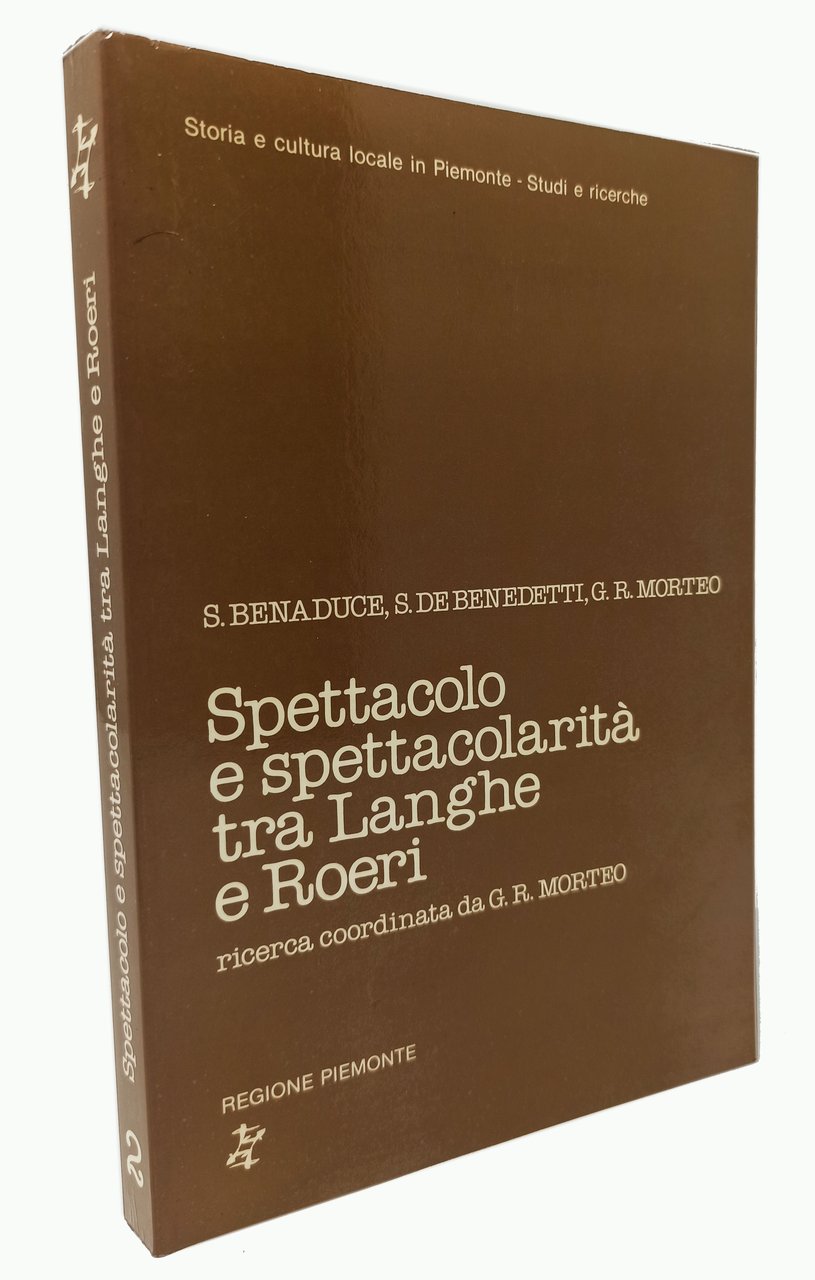 Storia e cultura locale in Piemonte - Studi e ricerche
S. BENADUCE, S. DE BENEDETTI, G. R. MORTEO
Spettacolo
e spettacolarità
tra Langhe
e Roeri
ricerca coordinata da G. R. MORTEO
REGIONE PIEMONTE
Spettacolo e spettacolarità tra Langhe e Roeri
2